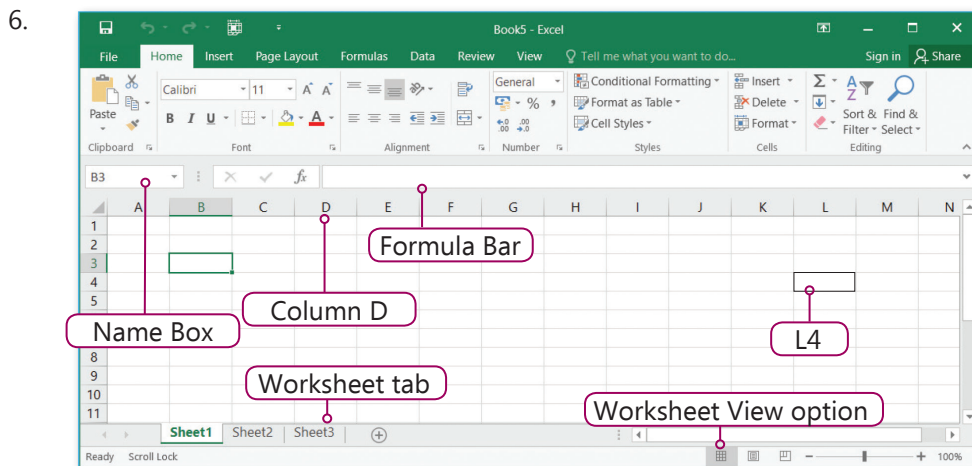 6.
Book5 - Excel
File Home Insert Page Layout Formulas Data Review View Tell me what you want to do... Sign in Share
Calibri 11 A A General Conditional Formatting Insert Σ A Z
Paste B I U A % , Format as Table Delete Sort & Find &
.00 .0 .00 Cell Styles Format Filter Select
Clipboard Font Alignment Number Styles Cells Editing
B3 fx
A B C D E F G H I J K L M N
1
2
Formula Bar
3
4
5
Column D
Name Box
L4
8
9
Worksheet tab
10
Worksheet View option
11
Sheet1 Sheet2 Sheet3
Ready Scroll Lock 100%